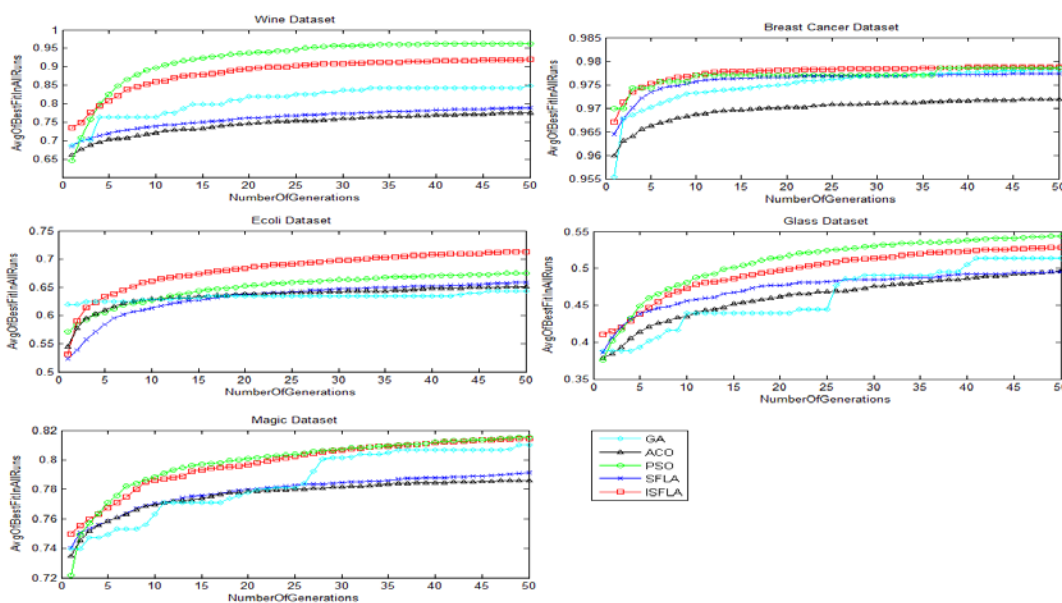 Wine Dataset
1
0.95
0.9
0.85
0.8
0.75
0.7
0.65
AvgOfBestFitInAllRuns
0 5 10 15 20 25 30 35 40 45 50
NumberOfGenerations
Breast Cancer Dataset
0.985
0.98
0.975
0.97
0.965
0.96
0.955
AvgOfBestFitInAllRuns
0 5 10 15 20 25 30 35 40 45 50
NumberOfGenerations
Ecoli Dataset
0.75
0.7
0.65
0.6
0.55
0.5
AvgOfBestFitInAllRuns
0 5 10 15 20 25 30 35 40 45 50
NumberOfGenerations
Glass Dataset
0.55
0.5
0.45
0.4
0.35
AvgOfBestFitInAllRuns
0 5 10 15 20 25 30 35 40 45 50
NumberOfGenerations
Magic Dataset
0.82
0.8
0.78
0.76
0.74
0.72
AvgOfBestFitInAllRuns
0 5 10 15 20 25 30 35 40 45 50
NumberOfGenerations
GA
ACO
PSO
SFLA
ISFLA